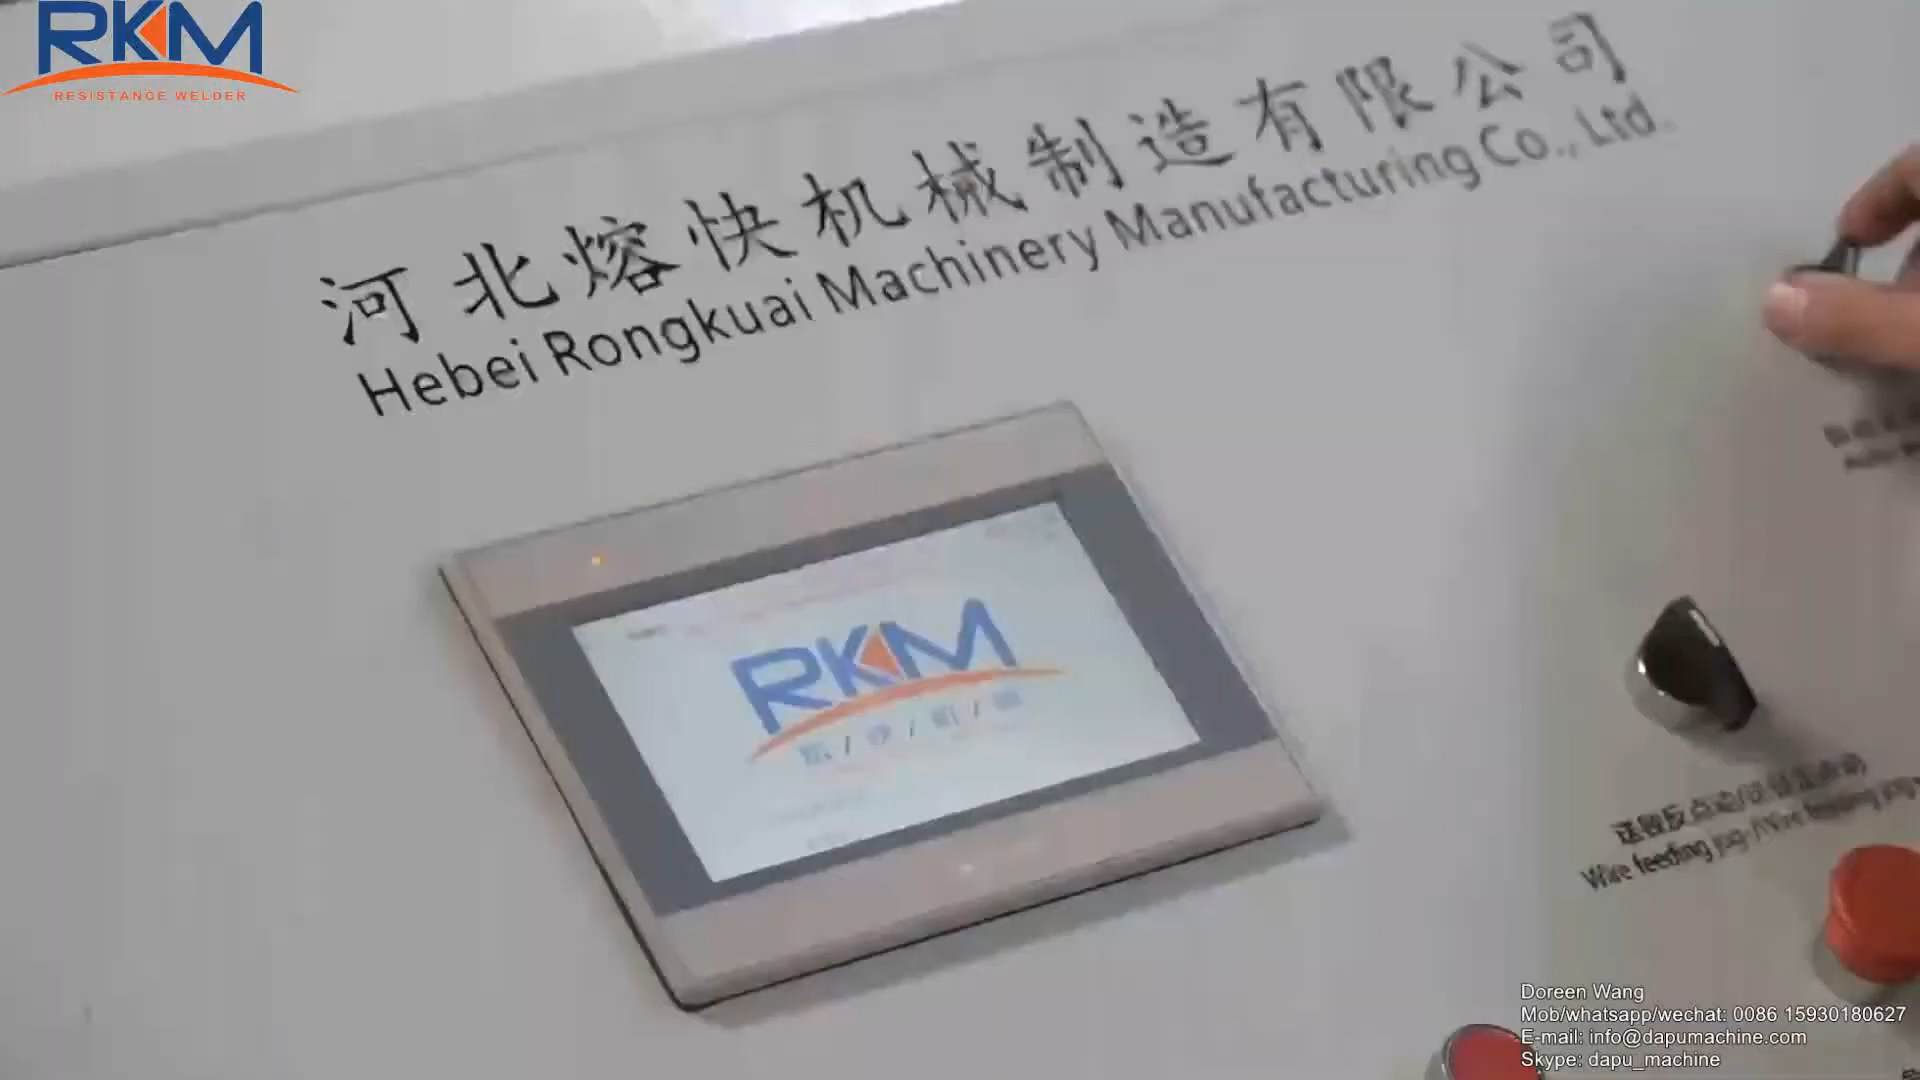 RKM
RESISTANCE WELDER
河北熔快机械制造有限公司
Hebei Rongkuai Machinery Manufacturing Co., Ltd.
RKM
Wire feeding jog
Doreen Wang
Mob/whatsapp/wechat: 0086 15930180627
E-mail: info@dapumachine.com
Skype: dapu_machine